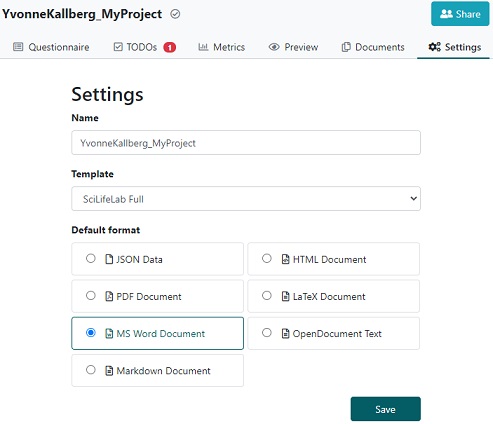 YvonneKallberg_MyProject
Share
Questionnaire TODOs 1 Metrics Preview Documents Settings
Settings
Name
YvonneKallberg_MyProject
Template
SciLifeLab Full
Default format
JSON Data HTML Document
PDF Document LaTeX Document
MS Word Document OpenDocument Text
Markdown Document
Save